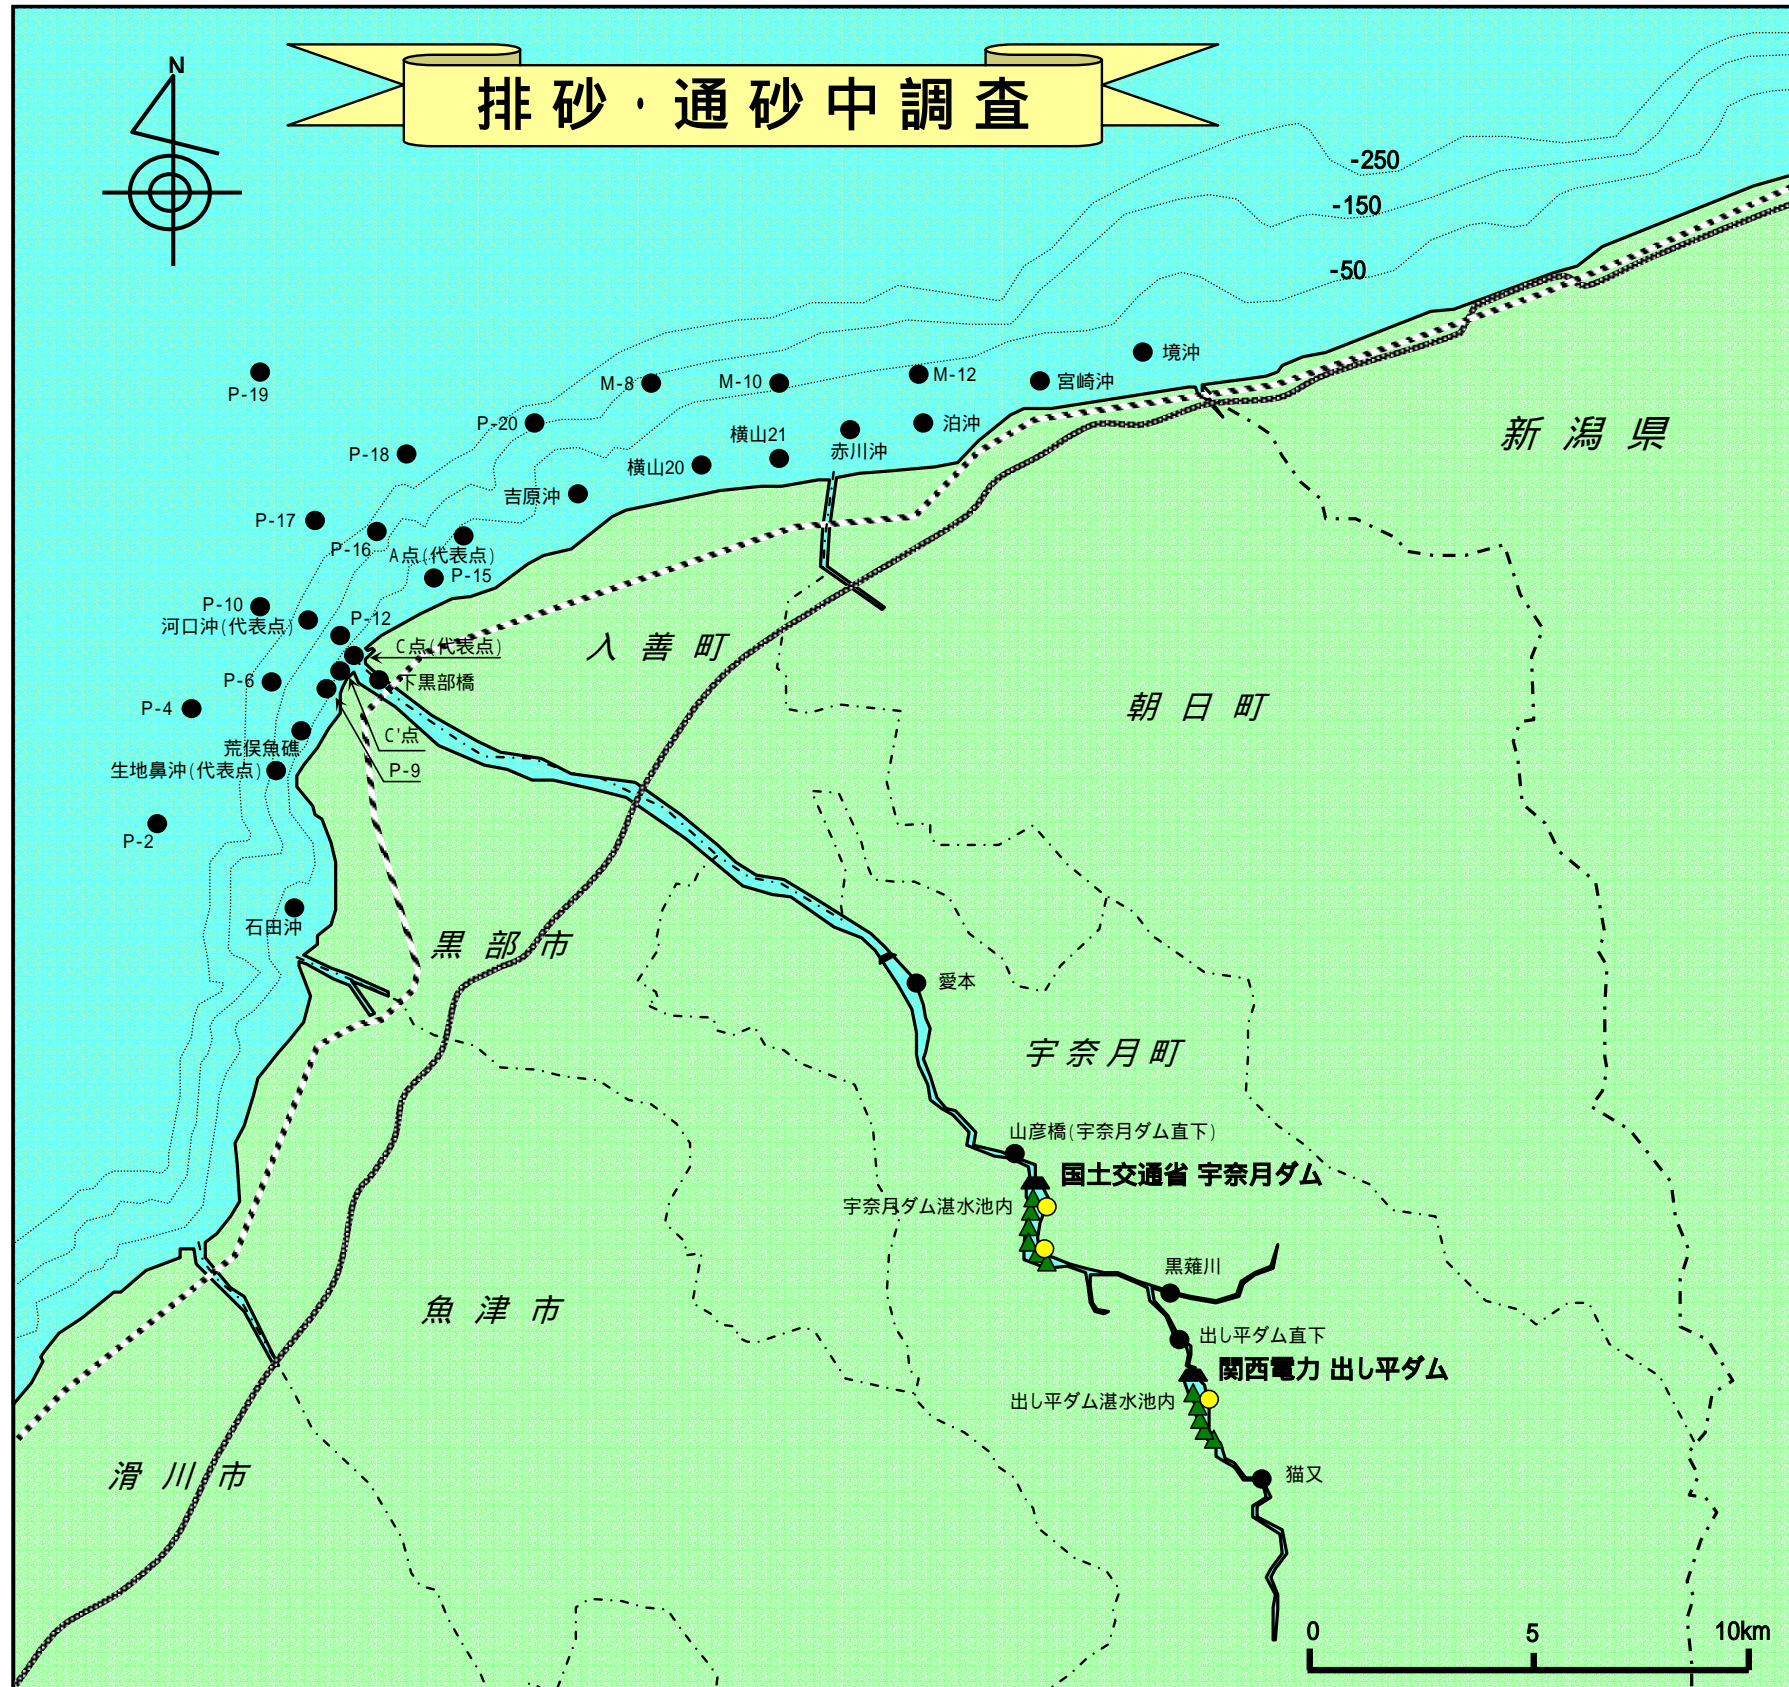 排砂・通砂中調査
N
-250
-150
-50
境沖
宮崎沖
M-12
M-10
M-8
P-19
P-20
泊沖
赤川沖
横山21
横山20
P-18
吉原沖
P-17
P-16
A点(代表点)
P-15
P-10
河口沖(代表点)
P-12
C点(代表点)
下黒部橋
P-6
P-4
C'点
荒俣魚礁
P-9
生地鼻沖(代表点)
P-2
石田沖
新潟県
入善町
朝日町
黒部市
愛本
宇奈月町
山彦橋(宇奈月ダム直下)
国土交通省 宇奈月ダム
宇奈月ダム湛水池内
黒薙川
魚津市
出し平ダム直下
関西電力 出し平ダム
出し平ダム湛水池内
猫又
滑川市
0 5 10km